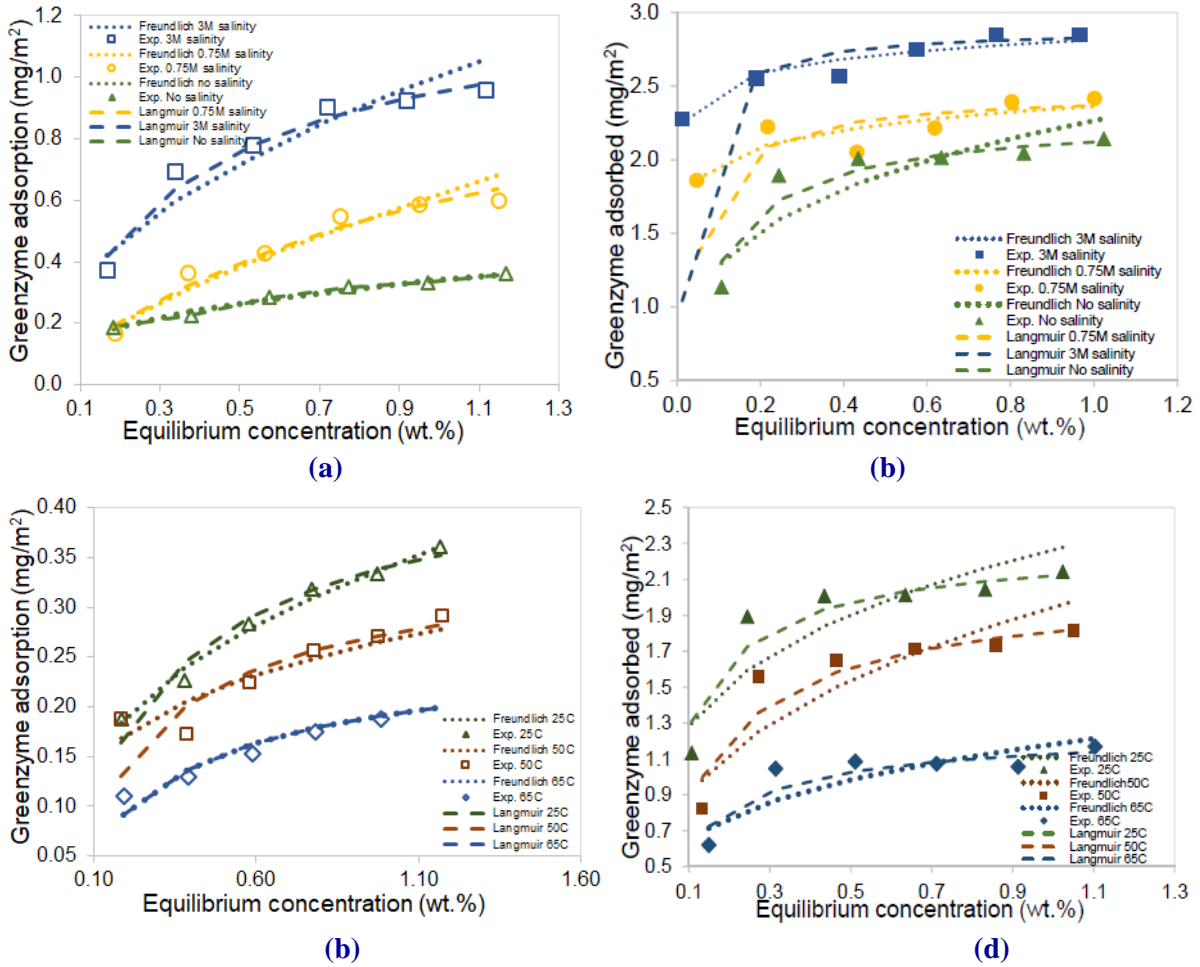 Greenzyme adsorption (mg/m²)
1.2
1.0
0.8
0.6
0.4
0.2
0.0
Freundlich 3M salinity
Exp. 3M salinity
Freundlich 0.75M salinity
Exp. 0.75M salinity
Freundlich no salinity
Exp. No salinity
Langmuir 0.75M salinity
Langmuir 3M salinity
Langmuir No salinity
0.1 0.3 0.5 0.7 0.9 1.1 1.3
Equilibrium concentration (wt.%)
(a)
Greenzyme adsorbed (mg/m²)
3.0
2.5
2.0
1.5
1.0
0.5
Freundlich 3M salinity
Exp. 3M salinity
Freundlich 0.75M salinity
Exp. 0.75M salinity
Freundlich No salinity
Exp. No salinity
Langmuir 0.75M salinity
Langmuir 3M salinity
Langmuir No salinity
0.0 0.2 0.4 0.6 0.8 1.0 1.2
Equilibrium concentration (wt.%)
(b)
Greenzyme adsorption (mg/m²)
0.40
0.35
0.30
0.25
0.20
0.15
0.10
0.05
Freundlich 25C
Exp. 25C
Freundlich 50C
Exp. 50C
Freundlich 65C
Exp. 65C
Langmuir 25C
Langmuir 50C
Langmuir 65C
0.10 0.60 1.10 1.60
Equilibrium concentration (wt.%)
(b)
Greenzyme adsorbed (mg/m²)
2.5
2.3
2.1
1.9
1.7
1.5
1.3
1.1
0.9
0.7
0.5
Freundlich 25C
Exp. 25C
Freundlich50C
Exp. 50C
Freundlich 65C
Exp. 65C
Langmuir 25C
Langmuir 50C
Langmuir 65C
0.1 0.3 0.5 0.7 0.9 1.1 1.3
Equilibrium concentration (wt.%)
(d)